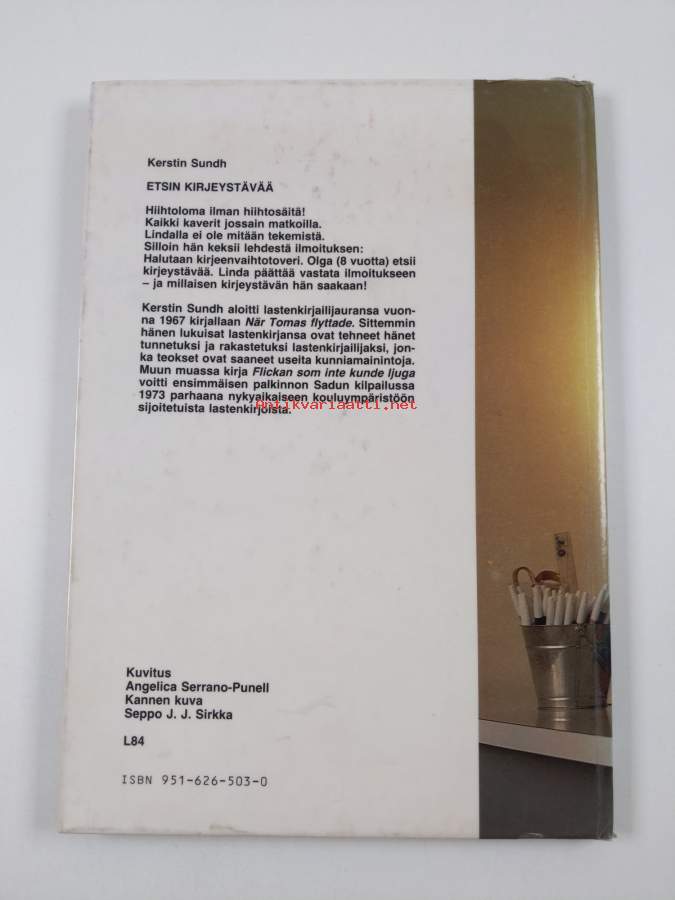 Kerstin Sundh
ETSIN KIRJEYSTÄVÄÄ
Hiihtoloma ilman hiihtosäitä!
Kaikki kaverit jossain matkoilla.
Lindalla ei ole mitään tekemistä.
Silloin hän keksii lehdestä ilmoituksen:
Halutaan kirjeenvaihtotoveri. Olga (8 vuotta) etsii
kirjeystävää. Linda päättää vastata ilmoitukseen
– ja millaisen kirjeystävän hän saakaan!
Kerstin Sundh aloitti lastenkirjailijauransa vuon-
na 1967 kirjallaan När Tomas flyttade. Sittemmin
hänen lukuisat lastenkirjansa ovat tehneet hänet
tunnetuksi ja rakastetuksi lastenkirjailijaksi, jon-
ka teokset ovat saaneet useita kunniamainintoja.
Muun muassa kirja Flickan som inte kunde ljuga
voitti ensimmäisen palkinnon Sadun kilpailussa
1973 parhaana nykyaikaiseen kouluympäristöön
sijoitetuista lastenkirjoista.
Antikvariaatti.net
Kuvitus
Angelica Serrano-Punell
Kannen kuva
Seppo J. J. Sirkka
L84
ISBN 951-626-503-0